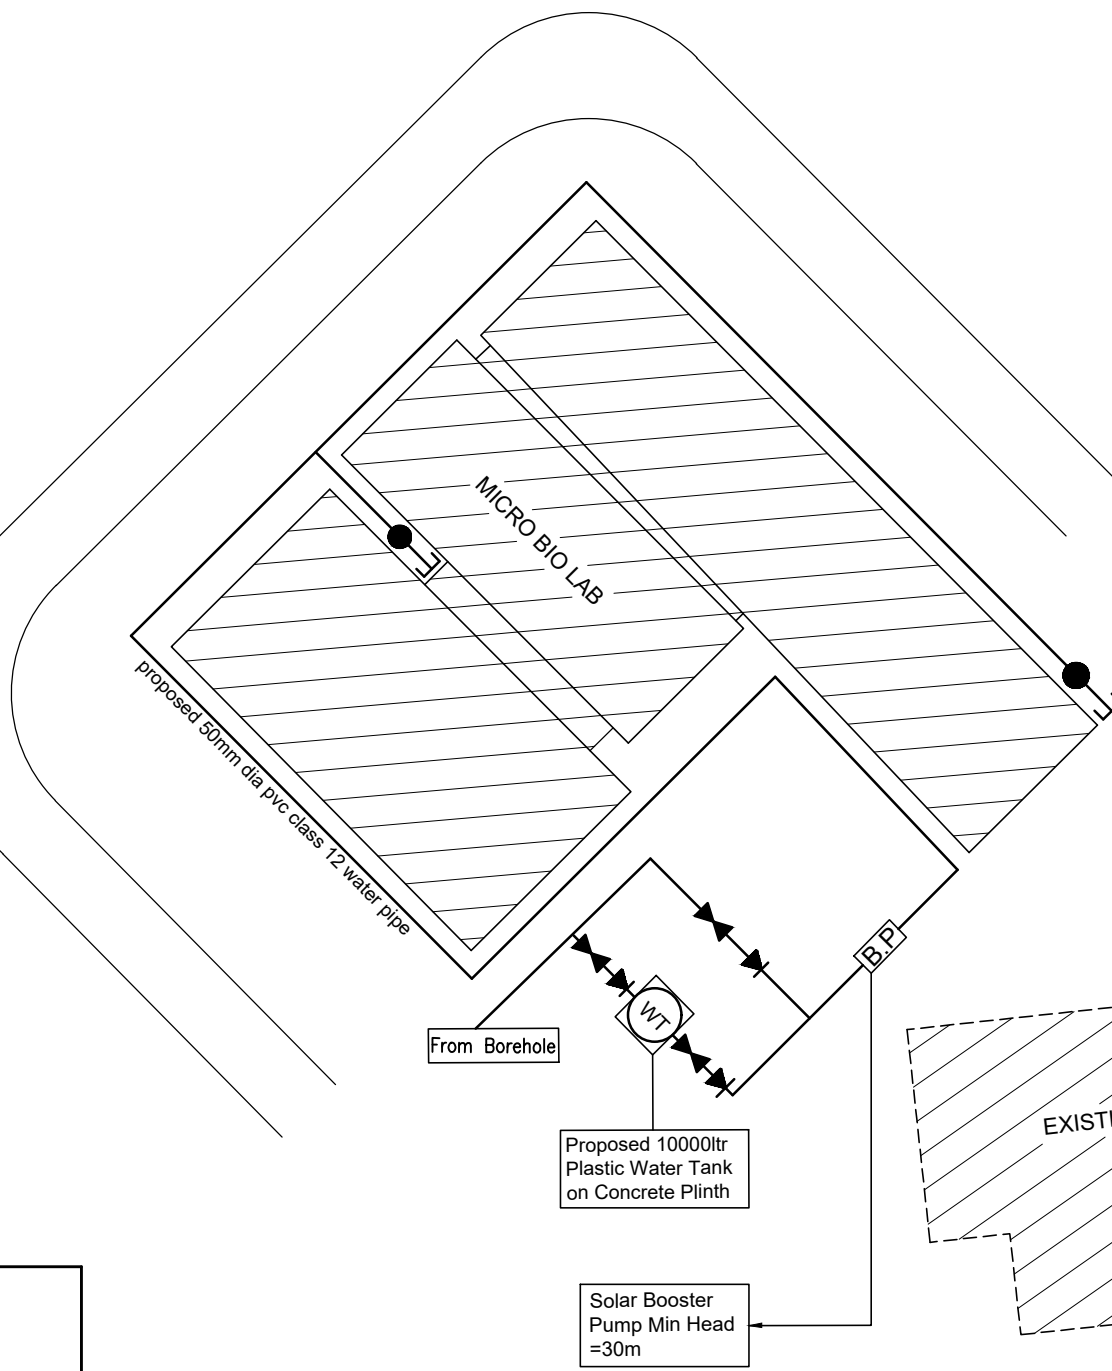 MICRO BIO LAB
proposed 50mm dia pvc class 12 water pipe
B.P
WT
From Borehole
EXISTI
Proposed 10000ltr
Plastic Water Tank
on Concrete Plinth
Solar Booster
Pump Min Head
=30m